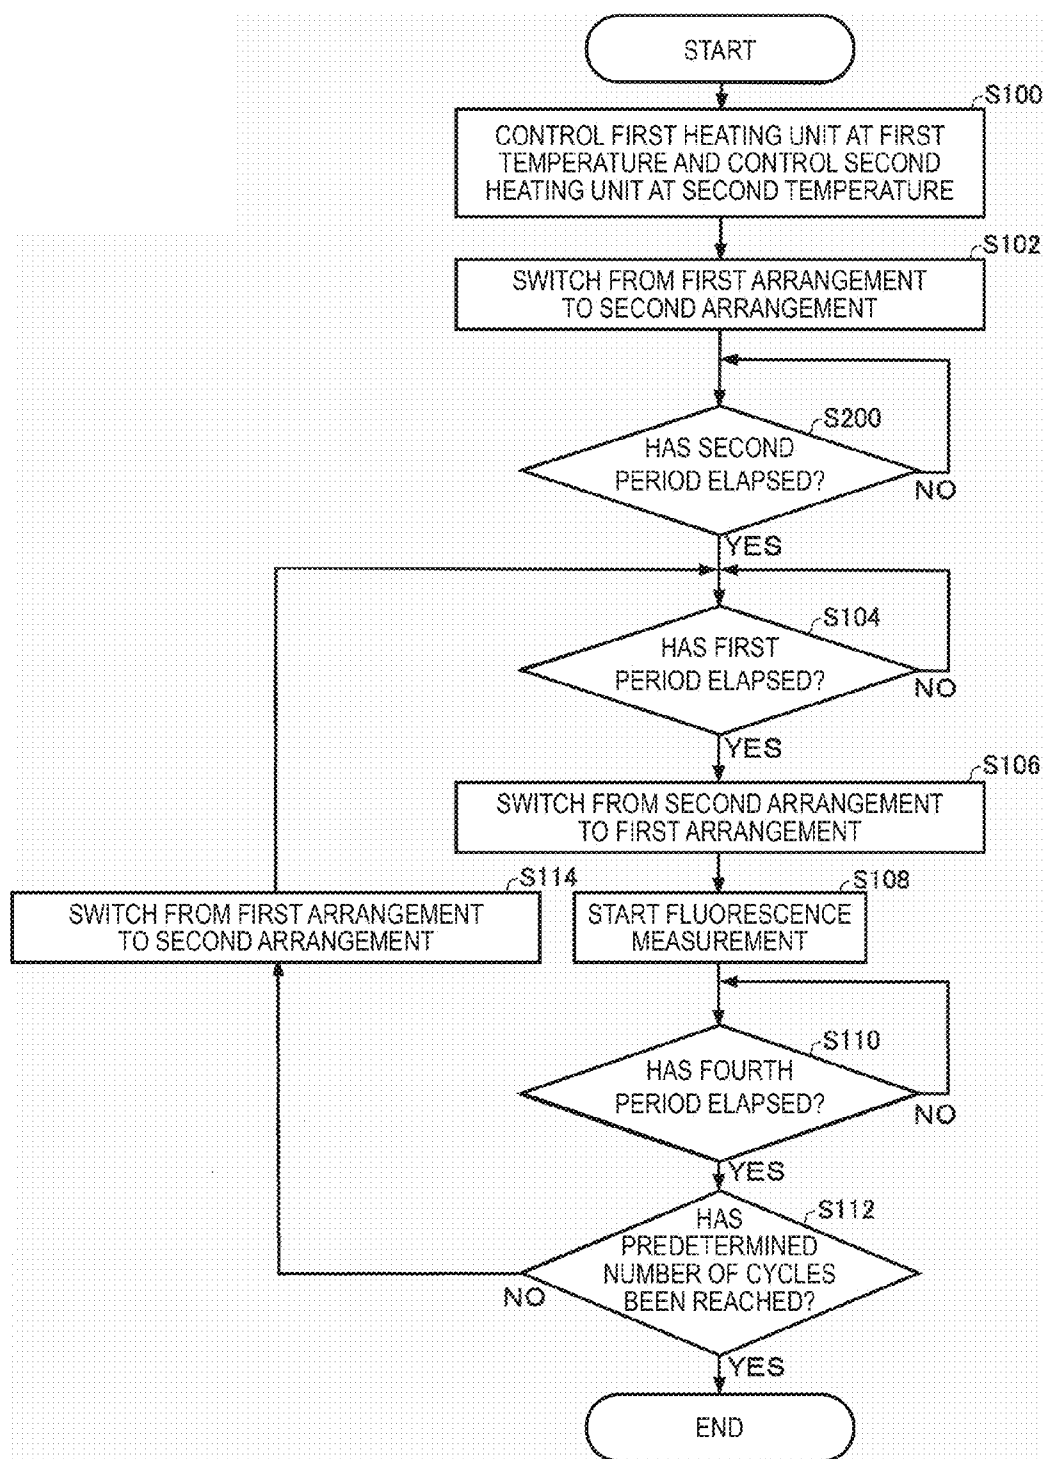 START
S100
CONTROL FIRST HEATING UNIT AT FIRST
TEMPERATURE AND CONTROL SECOND
HEATING UNIT AT SECOND TEMPERATURE
S102
SWITCH FROM FIRST ARRANGEMENT
TO SECOND ARRANGEMENT
S200
HAS SECOND
PERIOD ELAPSED?
NO
YES
S104
HAS FIRST
PERIOD ELAPSED?
NO
YES
S106
SWITCH FROM SECOND ARRANGEMENT
TO FIRST ARRANGEMENT
S114
SWITCH FROM FIRST ARRANGEMENT
TO SECOND ARRANGEMENT
S108
START FLUORESCENCE
MEASUREMENT
S110
HAS FOURTH
PERIOD ELAPSED?
NO
YES
S112
HAS
PREDETERMINED
NUMBER OF CYCLES
BEEN REACHED?
NO
YES
END